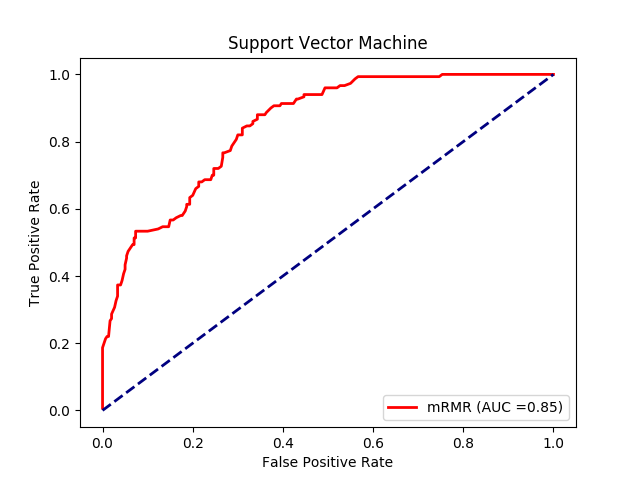 Support Vector Machine
True Positive Rate
1.0
0.8
0.6
0.4
0.2
0.0
mRMR (AUC =0.85)
0.0 0.2 0.4 0.6 0.8 1.0
False Positive Rate